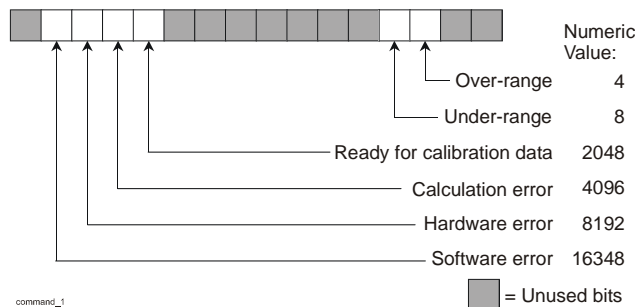 Numeric
Value:
Over-range 4
Under-range 8
Ready for calibration data 2048
Calculation error 4096
Hardware error 8192
Software error 16348
= Unused bits
command_1